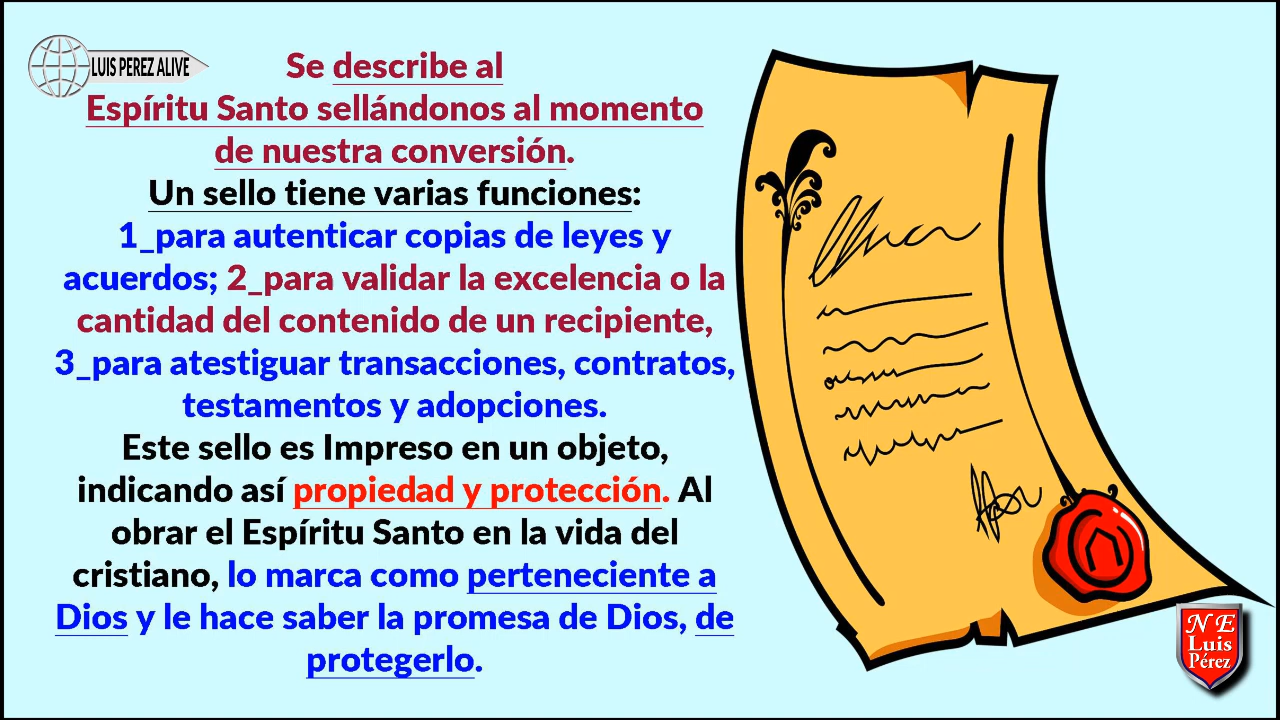 LUIS PEREZ ALIVE
Se describe al
Espíritu Santo sellándonos al momento
de nuestra conversión.
Un sello tiene varias funciones:
1_para autenticar copias de leyes y
acuerdos; 2_para validar la excelencia o la
cantidad del contenido de un recipiente,
3_para atestiguar transacciones, contratos,
testamentos y adopciones.
Este sello es Impreso en un objeto,
indicando así propiedad y protección. Al
obrar el Espíritu Santo en la vida del
cristiano, lo marca como perteneciente a
Dios y le hace saber la promesa de Dios, de
protegerlo.
N E
Luis
Pérez